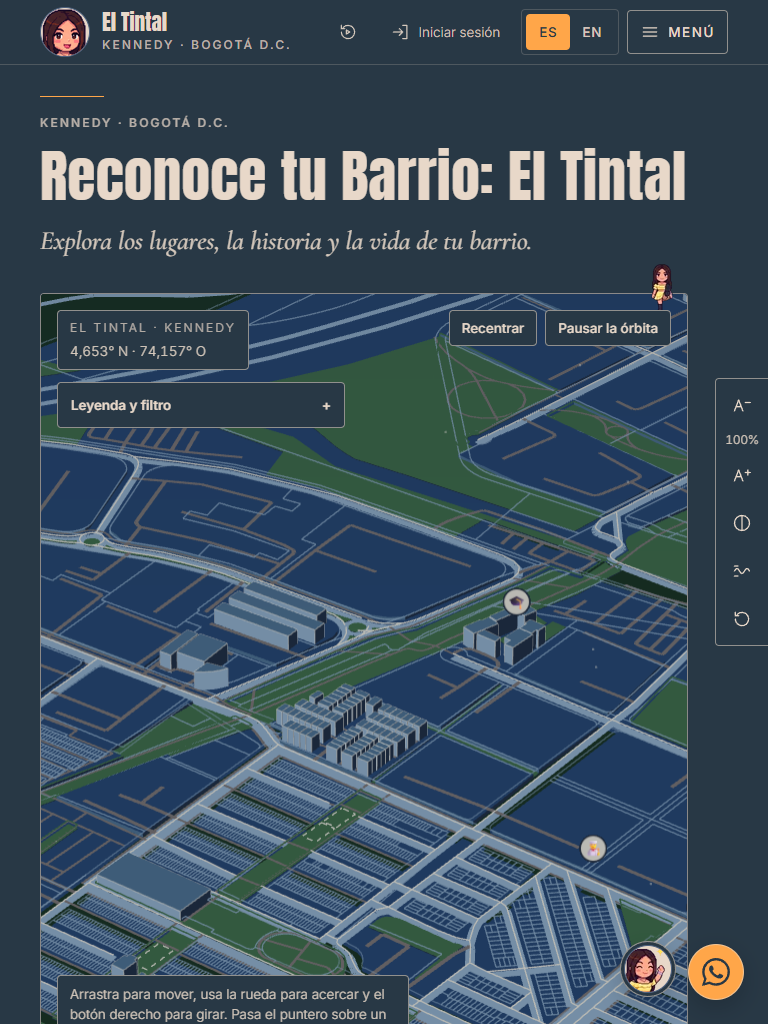 El Tintal
KENNEDY · BOGOTÁ D.C.
Iniciar sesión
ES
EN
MENÚ
KENNEDY · BOGOTÁ D.C.
Reconoce tu Barrio: El Tintal
Explora los lugares, la historia y la vida de tu barrio.
EL TINTAL · KENNEDY
4,653° N · 74,157° O
Recentrar
Pausar la órbita
Leyenda y filtro
+
A−
100%
A+
Arrastra para mover, usa la rueda para acercar y el
botón derecho para girar. Pasa el puntero sobre un